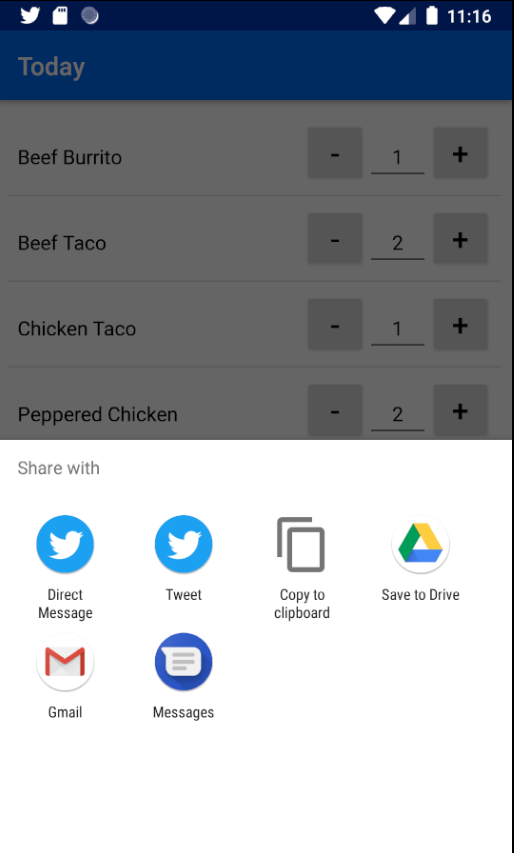 11:16
Today
Beef Burrito - 1 +
Beef Taco - 2 +
Chicken Taco - 1 +
Peppered Chicken - 2 +
Share with
Direct
Message
Tweet
Copy to
clipboard
Save to Drive
Gmail
Messages